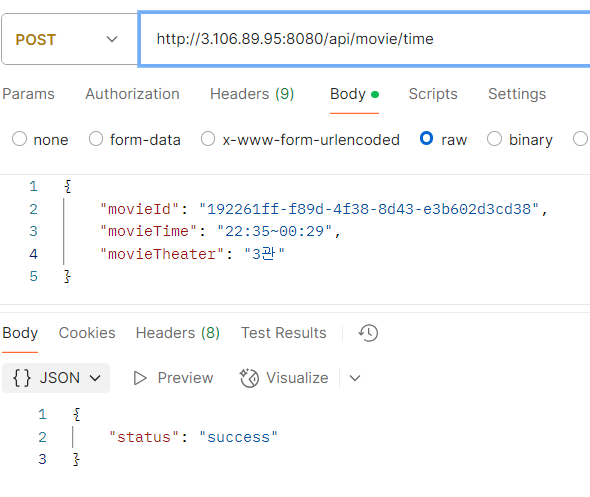 POST http://3.106.89.95:8080/api/movie/time
Params Authorization Headers (9) Body Scripts Settings
none form-data x-www-form-urlencoded raw binary
1 {
2 "movieId": "192261ff-f89d-4f38-8d43-e3b602d3cd38",
3 "movieTime": "22:35~00:29",
4 "movieTheater": "3관"
5 }
Body Cookies Headers (8) Test Results
{} JSON Preview Visualize
1 {
2 "status": "success"
3 }